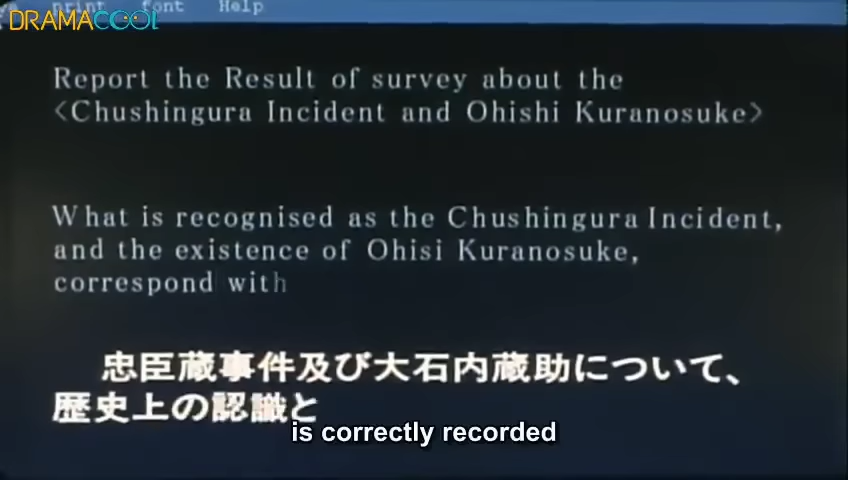 print font Help
DRAMACOOL
Report the Result of survey about the
<Chushingura Incident and Ohishi Kuranosuke>
What is recognised as the Chushingura Incident,
and the existence of Ohisi Kuranosuke,
correspond with
忠臣蔵事件及び大石内蔵助について、
歴史上の認識と
is correctly recorded